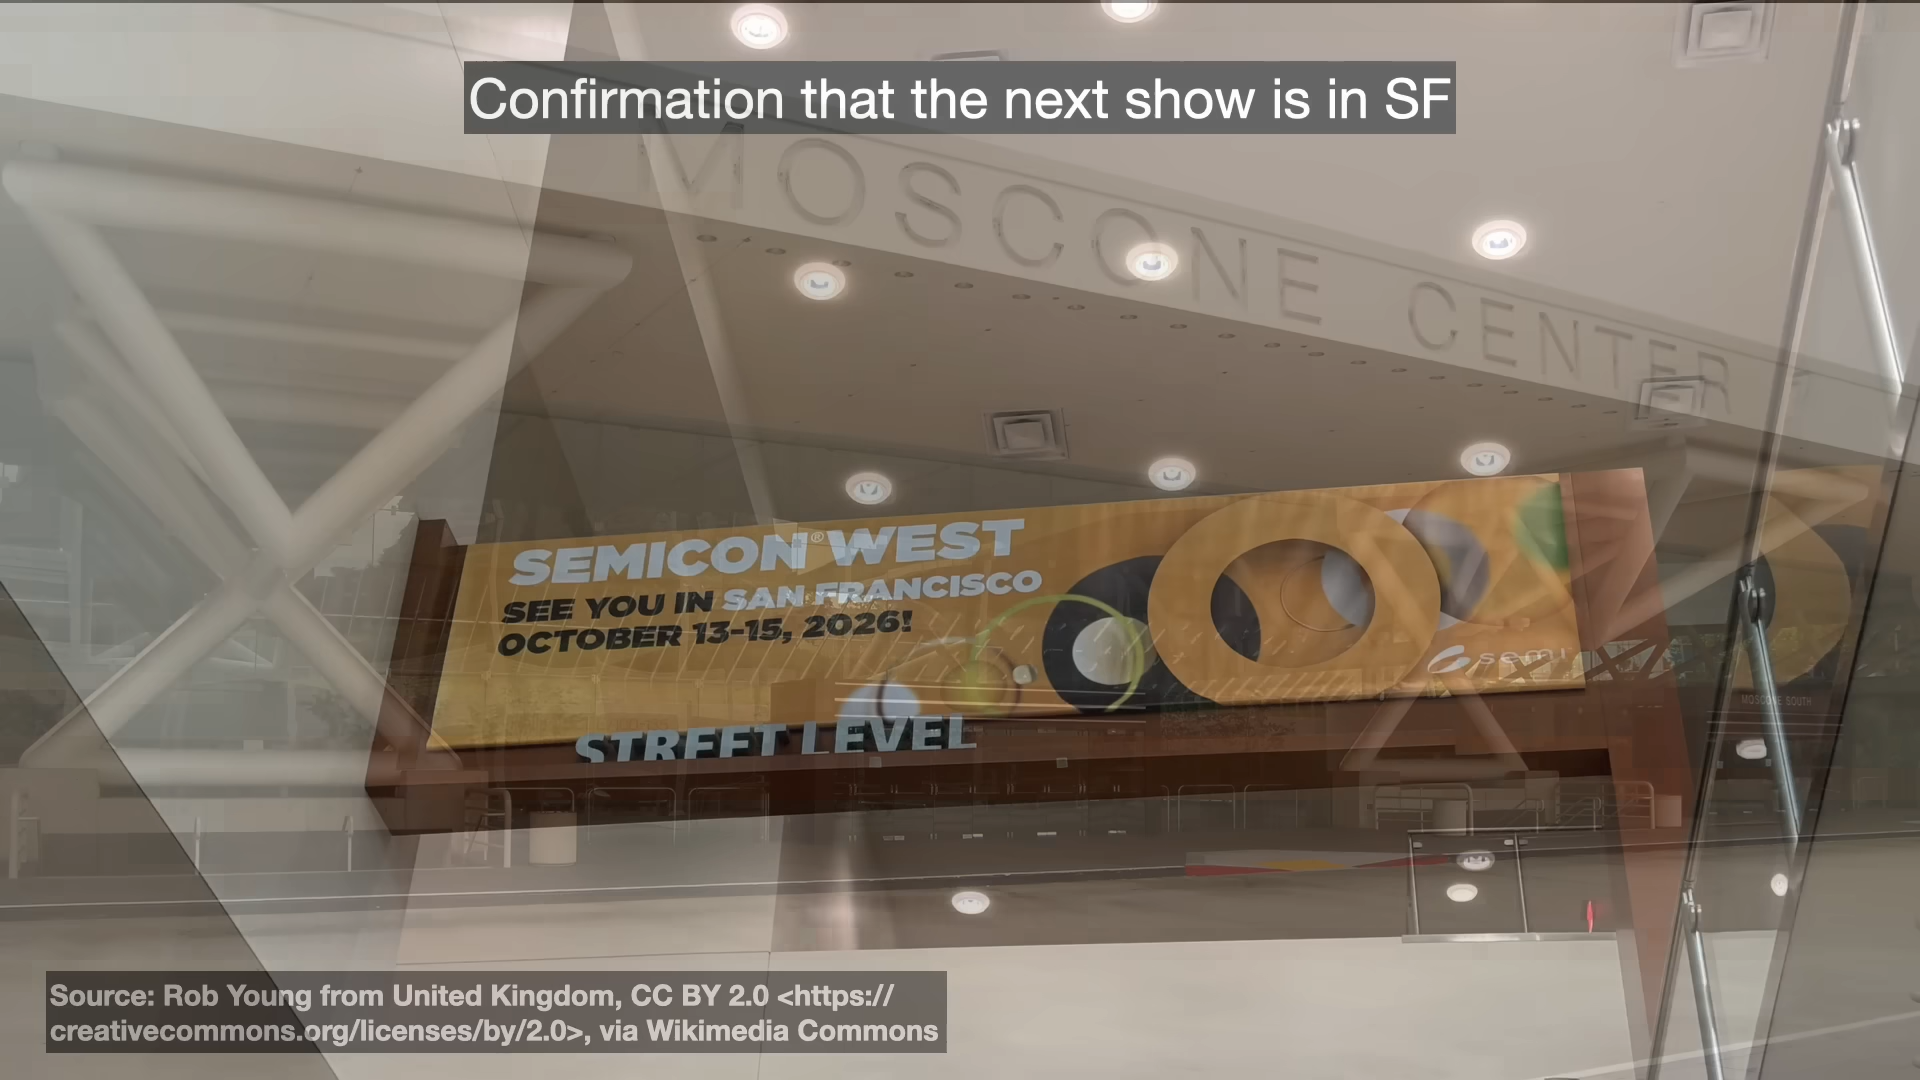 Confirmation that the next show is in SF
MOSCONE CENTER
SEMICON® WEST
SEE YOU IN SAN FRANCISCO
OCTOBER 13-15, 2026!
semi
MOSCONE SOUTH
STREET LEVEL
Source: Rob Young from United Kingdom, CC BY 2.0 <https://
creativecommons.org/licenses/by/2.0>, via Wikimedia Commons